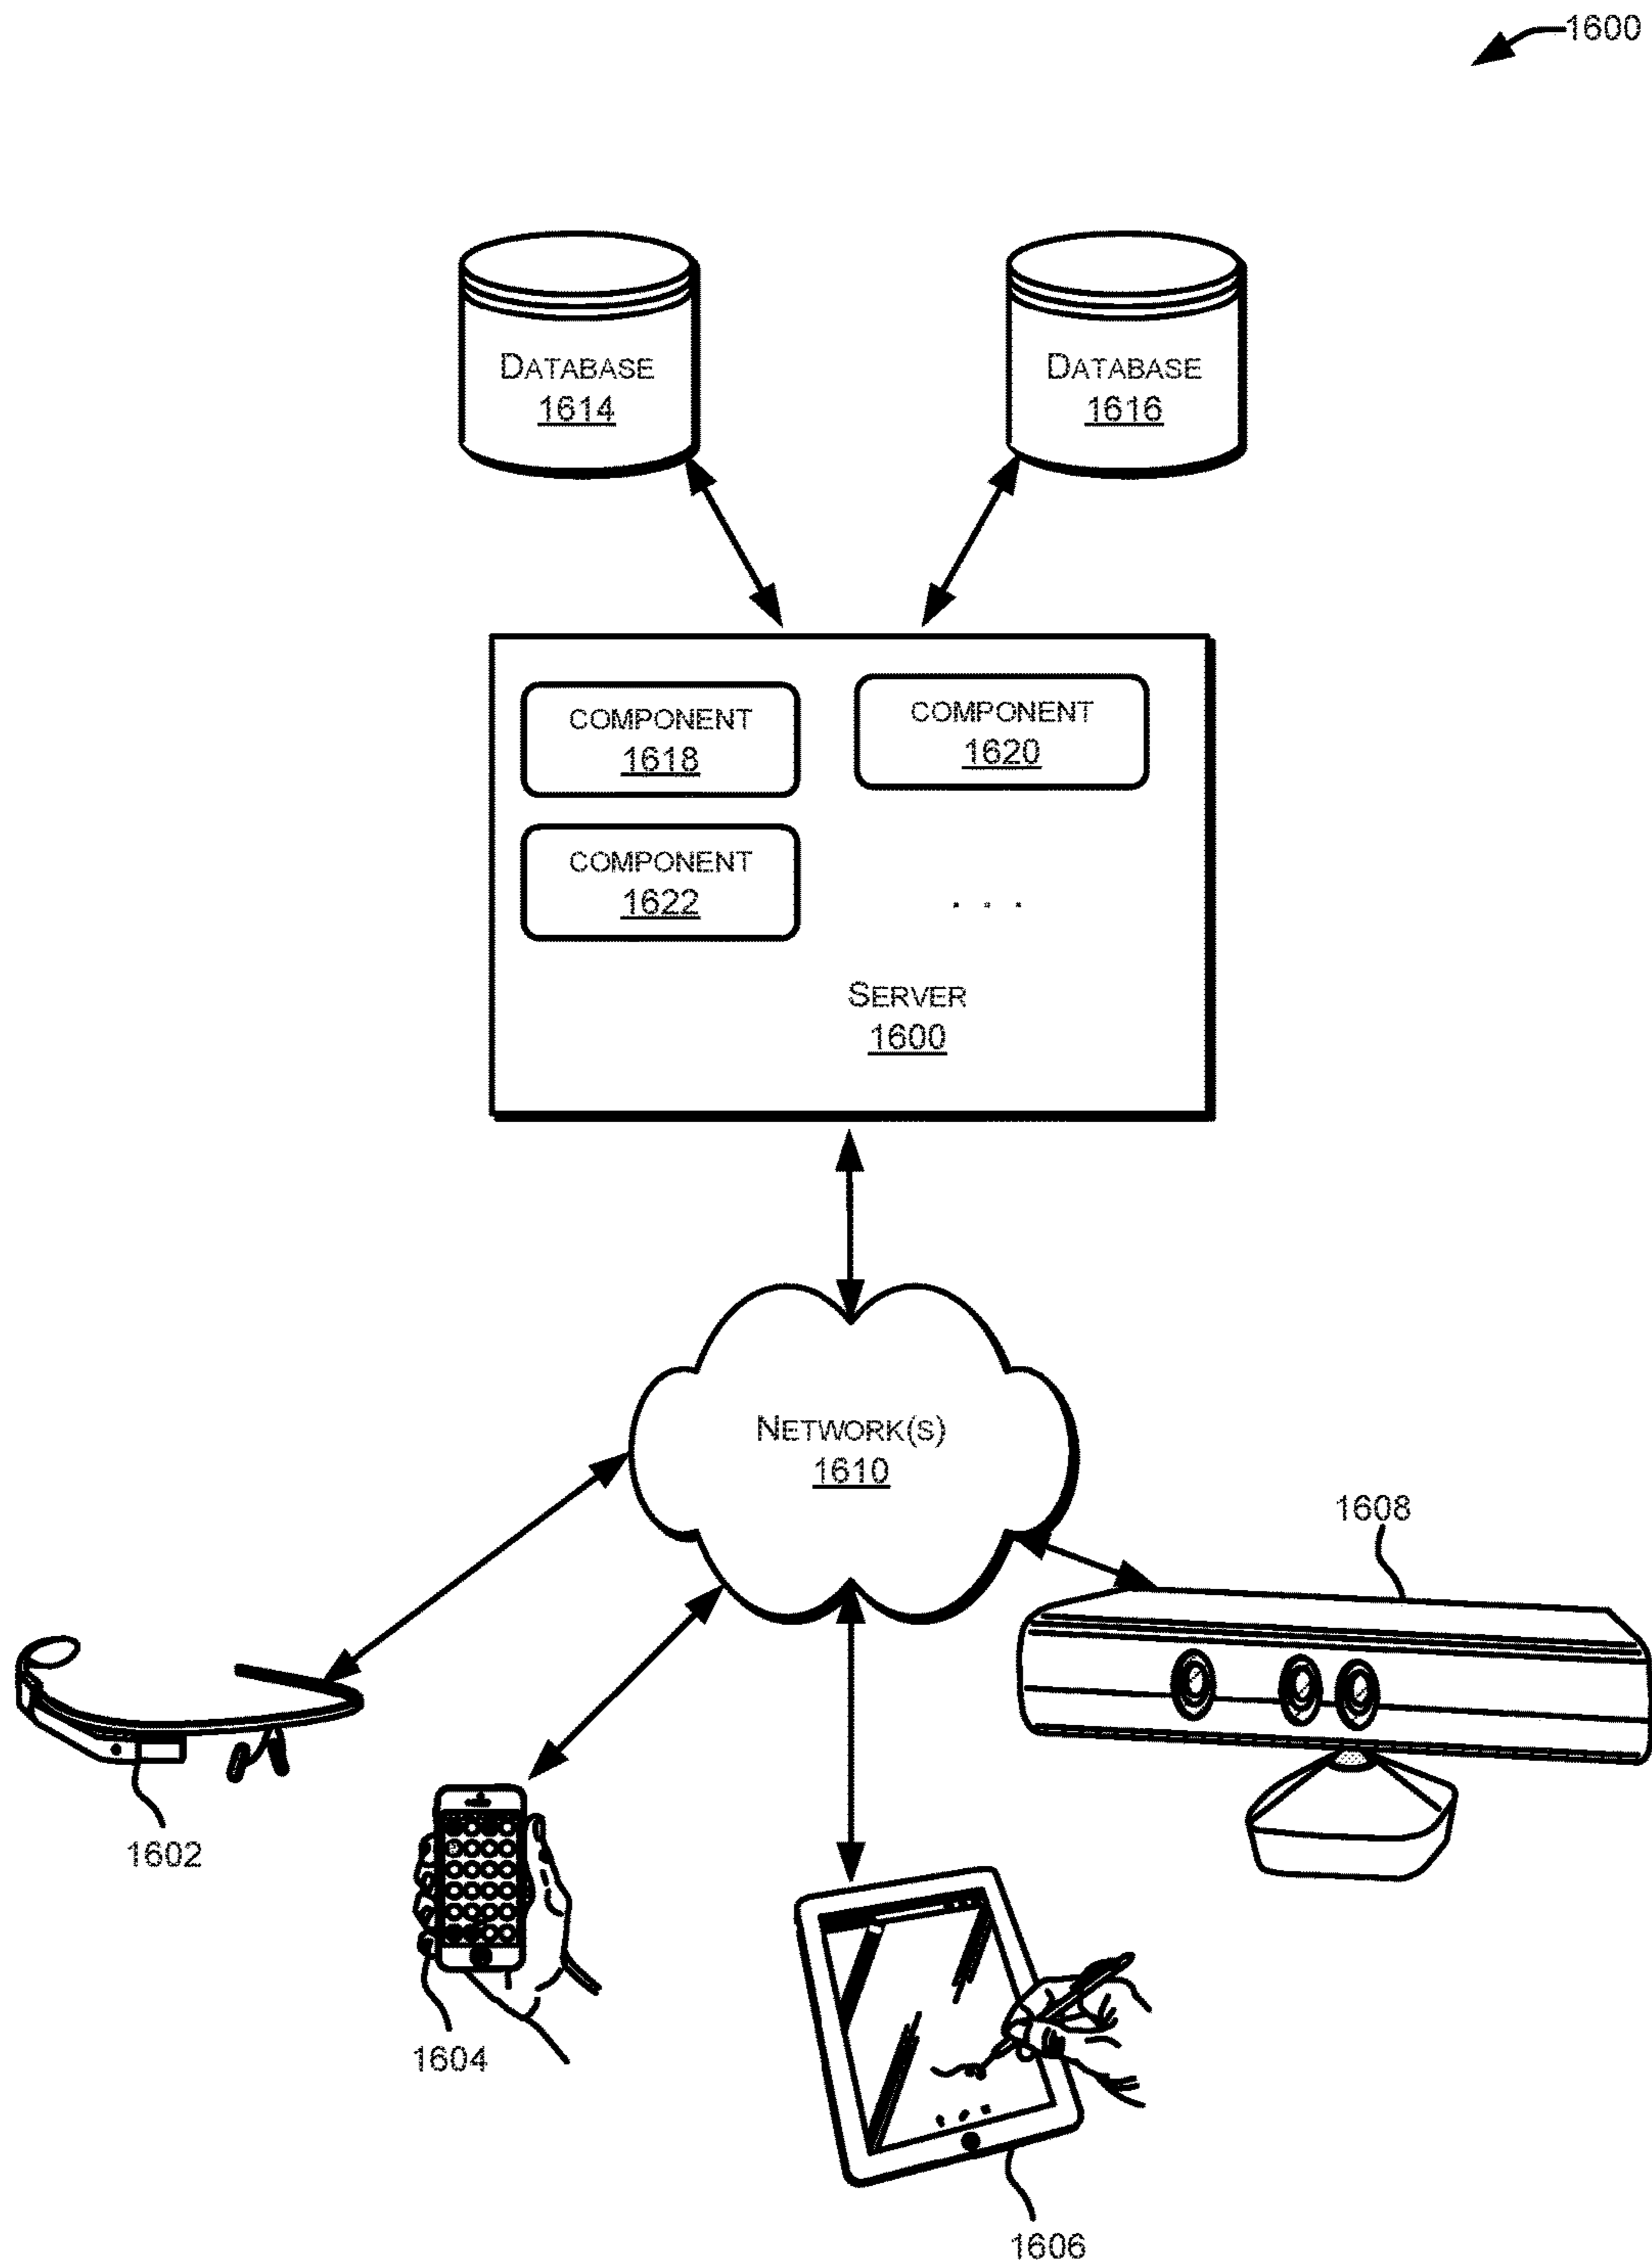 1600
DATABASE
1614
DATABASE
1616
COMPONENT
1618
COMPONENT
1620
COMPONENT
1622
. . .
SERVER
1600
NETWORK(S)
1610
1608
1602
1604
1606